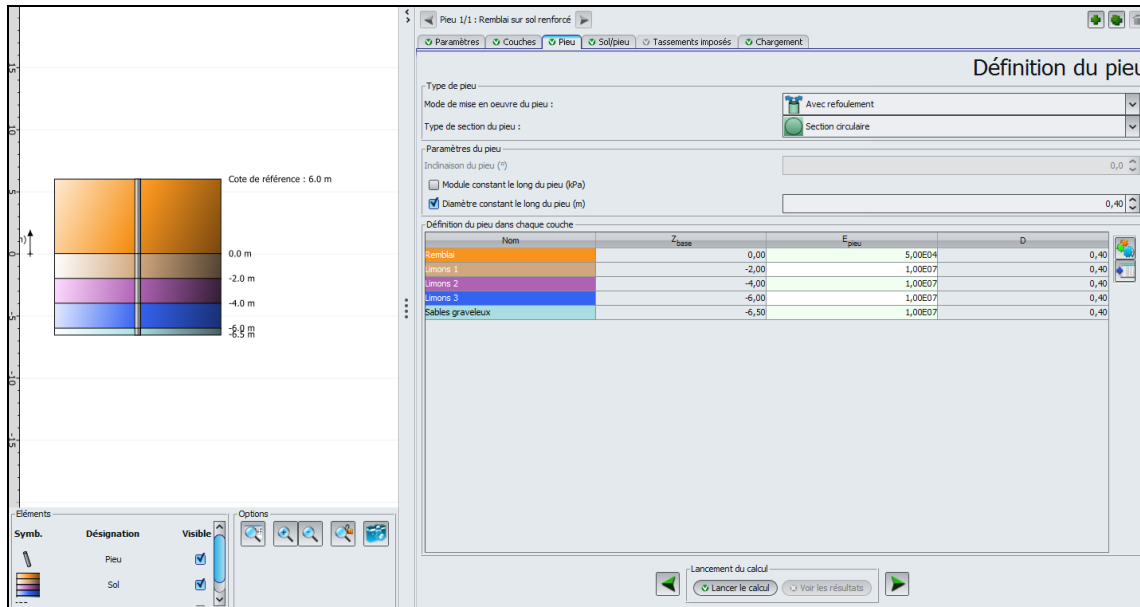 Pieu 1/1 : Remblai sur sol renforcé
Paramètres Couches Pieu Sol/pieu Tassements imposés Chargement
Définition du pieu
Type de pieu
Mode de mise en oeuvre du pieu : Avec refoulement
Type de section du pieu : Section circulaire
Paramètres du pieu
Inclinaison du pieu (°) 0,0
Module constant le long du pieu (kPa)
Diamètre constant le long du pieu (m) 0,40
Définition du pieu dans chaque couche
Nom Zbase Epieu D
Remblai 0,00 5,00E04 0,40
Limons 1 -2,00 1,00E07 0,40
Limons 2 -4,00 1,00E07 0,40
Limons 3 -6,00 1,00E07 0,40
Sables graveleux -6,50 1,00E07 0,40
Lancement du calcul
Lancer le calcul Voir les résultats
15
10
5
0
-5
-10
-15
Cote de référence : 6.0 m
0.0 m
-2.0 m
-4.0 m
-6.0 m
-6.5 m
Eléments
Symb. Désignation Visible
Pieu
Sol
Options